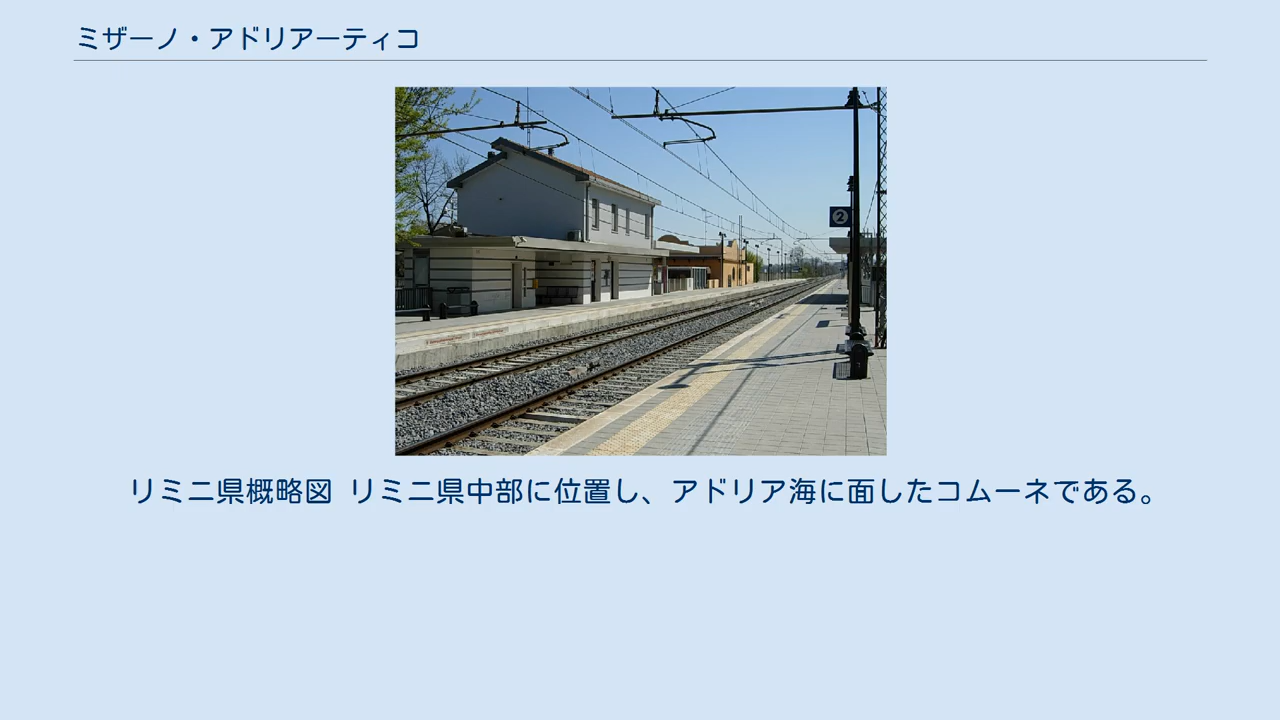 ミザーノ・アドリアーティコ
2
リミニ県概略図 リミニ県中部に位置し、アドリア海に面したコムーネである。